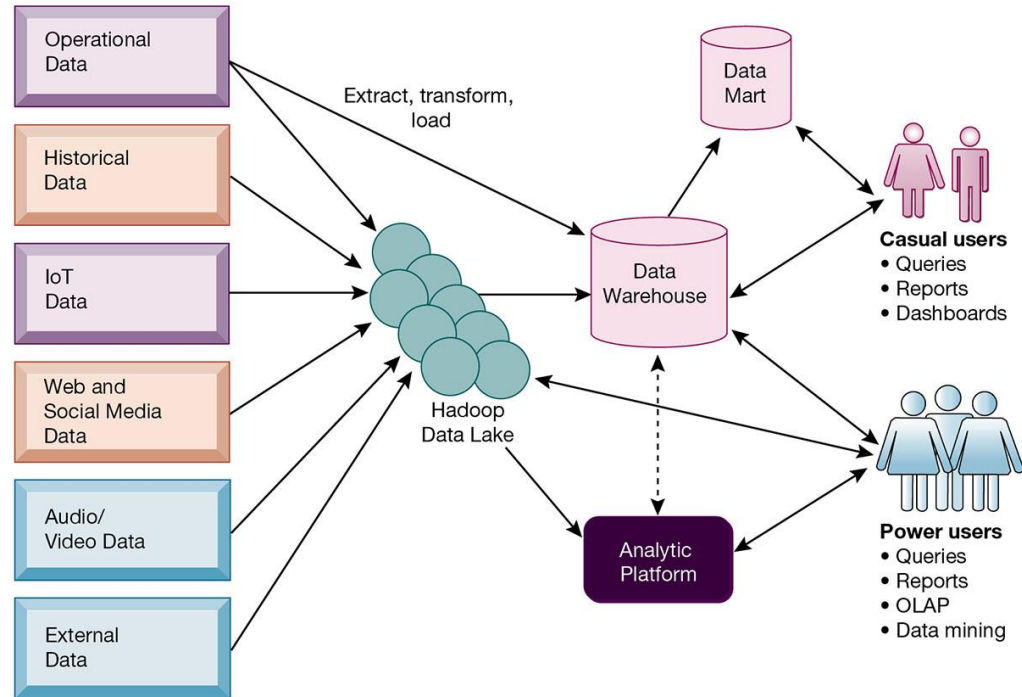 Operational
Data
Historical
Data
IoT
Data
Web and
Social Media
Data
Audio/
Video Data
External
Data
Extract, transform,
load
Hadoop
Data Lake
Data
Mart
Data
Warehouse
Analytic
Platform
Casual users
• Queries
• Reports
• Dashboards
Power users
• Queries
• Reports
• OLAP
• Data mining